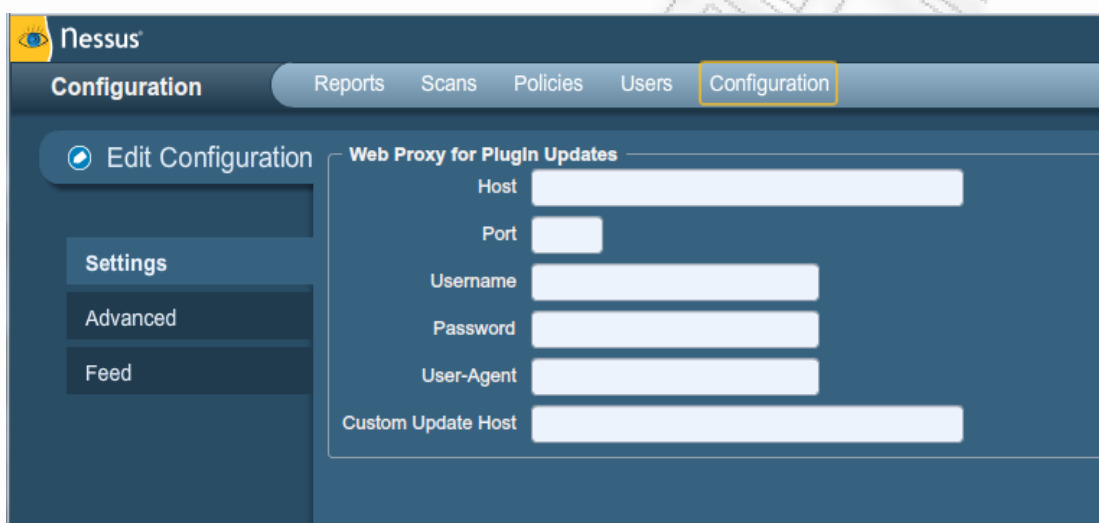 Nessus
Configuration
Reports Scans Policies Users Configuration
Edit Configuration
Web Proxy for PlugIn Updates
Host
Port
Settings
Username
Advanced
Password
Feed
User-Agent
Custom Update Host